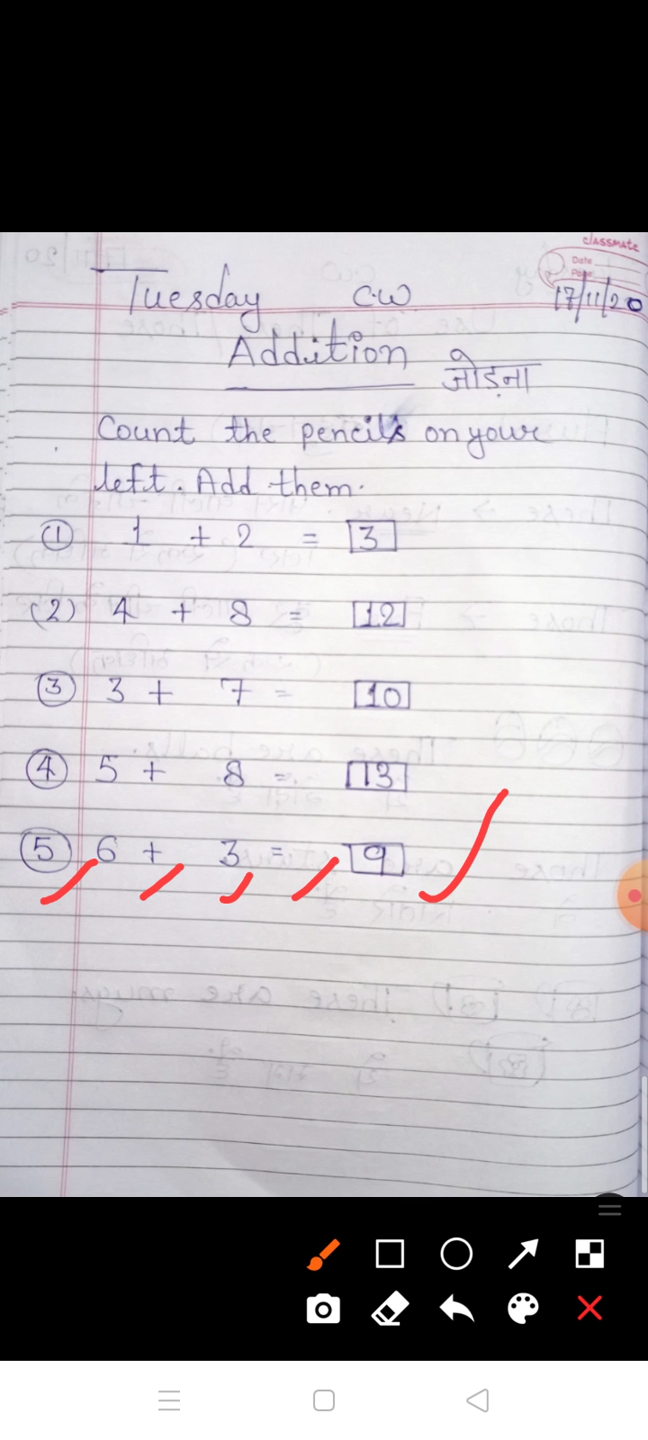 classmate
Date
Page
Tuesday C.W. 17/11/20
Addition जोड़ना
Count the pencils on your
left. Add them.
① 1 + 2 = 3
(2) 4 + 8 = 12
③ 3 + 7 = 10
④ 5 + 8 = 13
⑤ 6 + 3 = 9